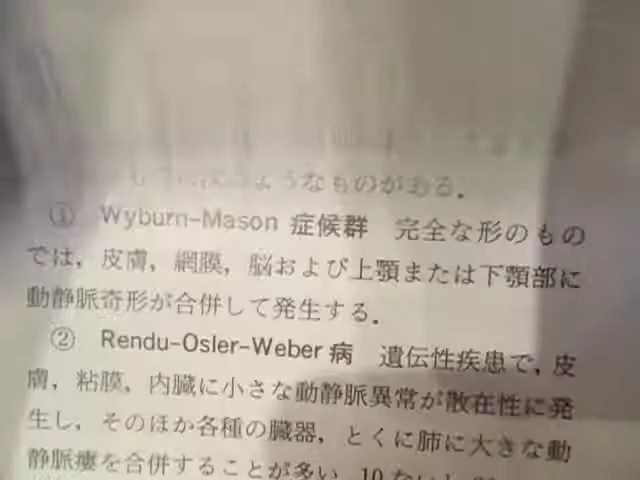 ようなものがある.
① Wyburn-Mason 症候群 完全な形のもの
では, 皮膚, 網膜, 脳および上顎または下顎部に
動静脈奇形が合併して発生する.
② Rendu-Osler-Weber 病 遺伝性疾患で, 皮
膚, 粘膜, 内臓に小さな動静脈異常が散在性に発
生し, そのほか各種の臓器, とくに肺に大きな動
静脈瘻を合併することが多い.